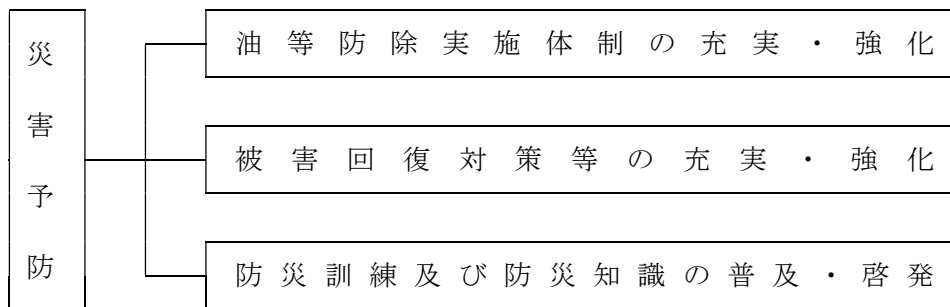 災害予防
油等防除実施体制の充実・強化
被害回復対策等の充実・強化
防災訓練及び防災知識の普及・啓発